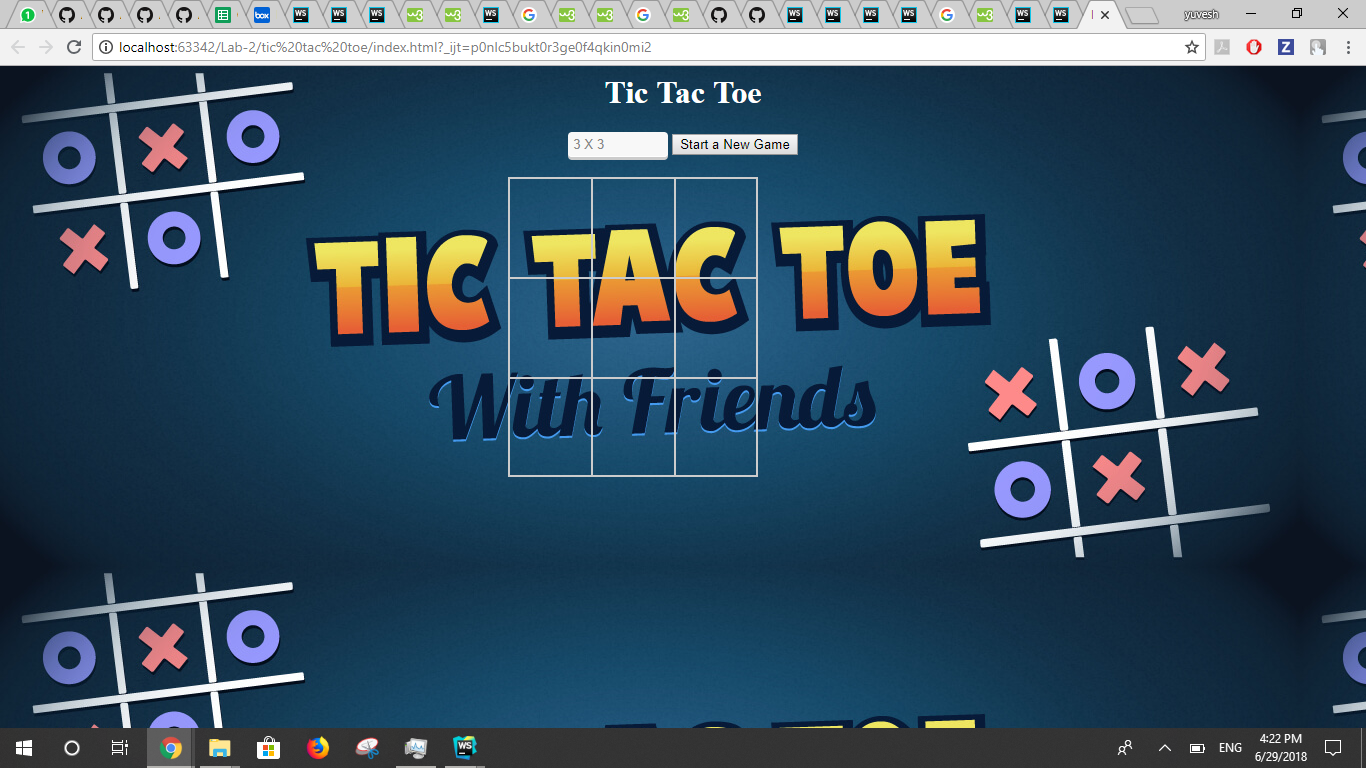 yuvesh
localhost:63342/Lab-2/tic%20tac%20toe/index.html?_ijt=p0nlc5bukt0r3ge0f4qkin0mi2
Tic Tac Toe
3 X 3 Start a New Game
TIC TAC TOE
With Friends
ENG
4:22 PM
6/29/2018